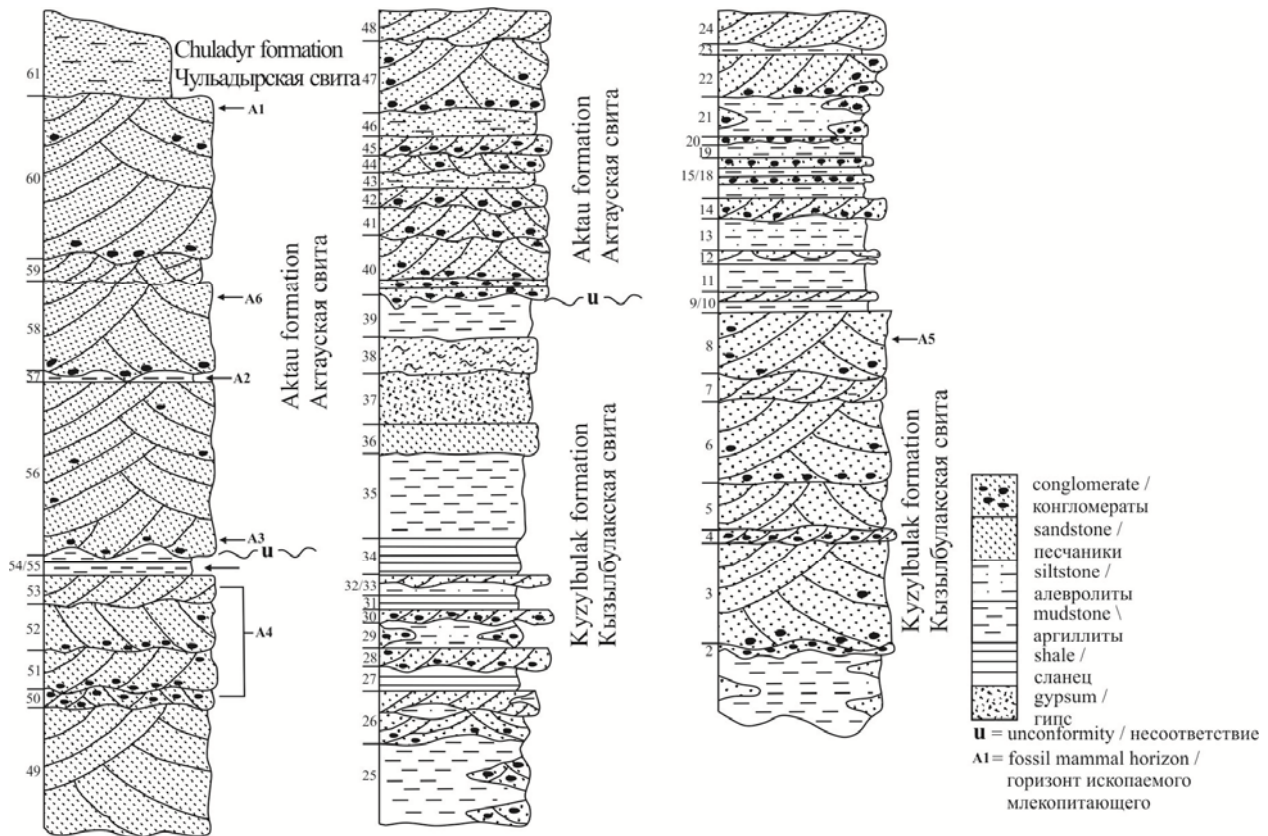 Chuladyr formation
Чульадырская свита
61
A1
60
59
A6
58
57
A2
56
A3
u
54/55
53
A4
52
51
50
49
Aktau formation
Актауская свита
48
47
46
45
44
43
42
41
40
u
39
38
37
36
35
34
32/33
31
30
29
28
27
26
25
Aktau formation
Актауская свита
Kyzylbulak formation
Кызылбулакская свита
24
23
22
21
20
19
15/18
14
13
12
11
9/10
8
A5
7
6
5
4
3
2
Kyzylbulak formation
Кызылбулакская свита
conglomerate /
конгломераты
sandstone /
песчаники
siltstone /
алевролиты
mudstone \
аргиллиты
shale /
сланец
gypsum /
гипс
u = unconformity / несоответствие
A1= fossil mammal horizon /
горизонт ископаемого
млекопитающего